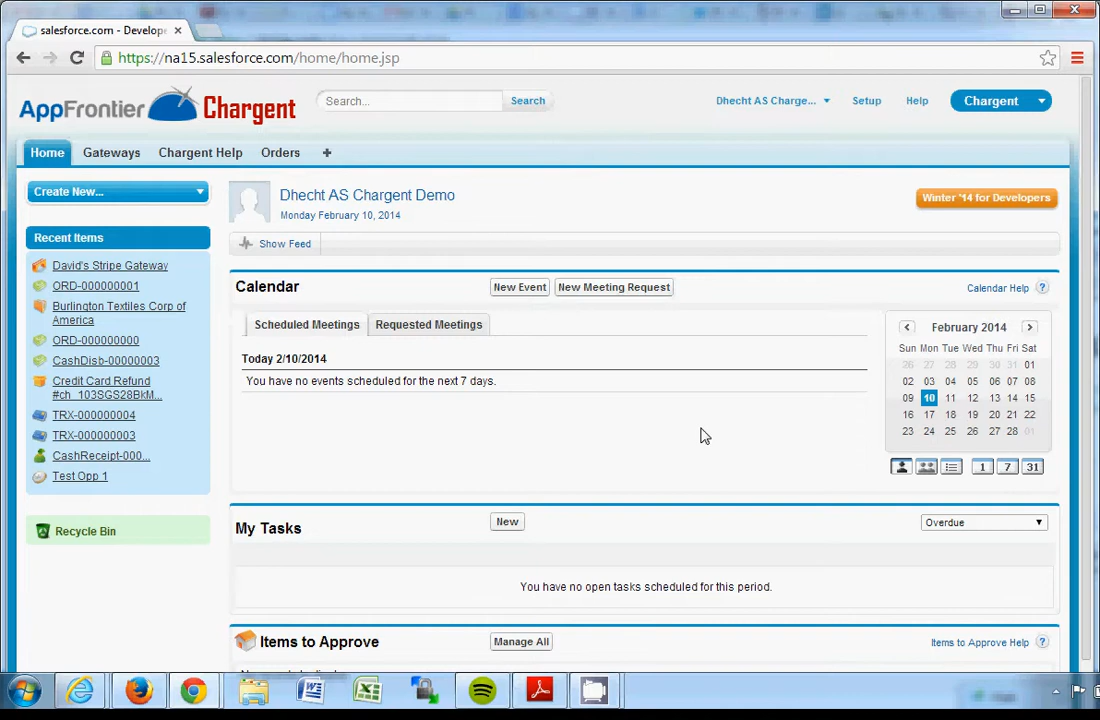 salesforce.com - Develop
https://na15.salesforce.com/home/home.jsp
AppFrontier Chargent
Search... Search
Dhecht AS Charge... Setup Help Chargent
Home Gateways Chargent Help Orders +
Create New...
Dhecht AS Chargent Demo
Monday February 10, 2014
Winter '14 for Developers
Show Feed
Recent Items
David's Stripe Gateway
ORD-000000001
Burlington Textiles Corp of
America
ORD-000000000
CashDisb-00000003
Credit Card Refund
#ch_103SGS28BkM...
TRX-000000004
TRX-000000003
CashReceipt-000...
Test Opp 1
Recycle Bin
Calendar New Event New Meeting Request Calendar Help ?
Scheduled Meetings Requested Meetings
Today 2/10/2014
You have no events scheduled for the next 7 days.
February 2014
Sun Mon Tue Wed Thu Fri Sat
26 27 28 29 30 31 01
02 03 04 05 06 07 08
09 10 11 12 13 14 15
16 17 18 19 20 21 22
23 24 25 26 27 28 01
1 7 31
My Tasks New Overdue
You have no open tasks scheduled for this period.
Items to Approve Manage All Items to Approve Help ?